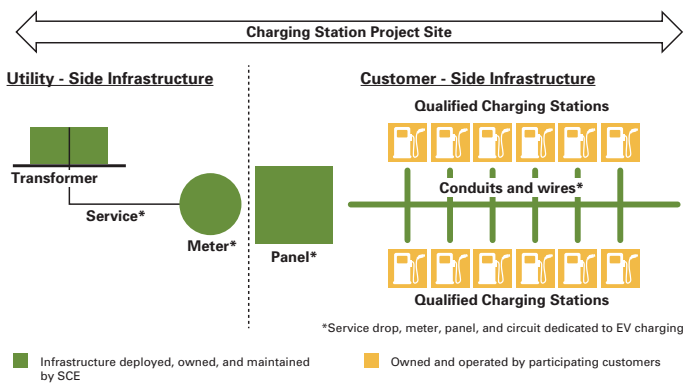 Charging Station Project Site
Utility - Side Infrastructure
Customer - Side Infrastructure
Qualified Charging Stations
Transformer
Conduits and wires*
Service*
Meter*
Panel*
Qualified Charging Stations
*Service drop, meter, panel, and circuit dedicated to EV charging
Infrastructure deployed, owned, and maintained
by SCE
Owned and operated by participating customers